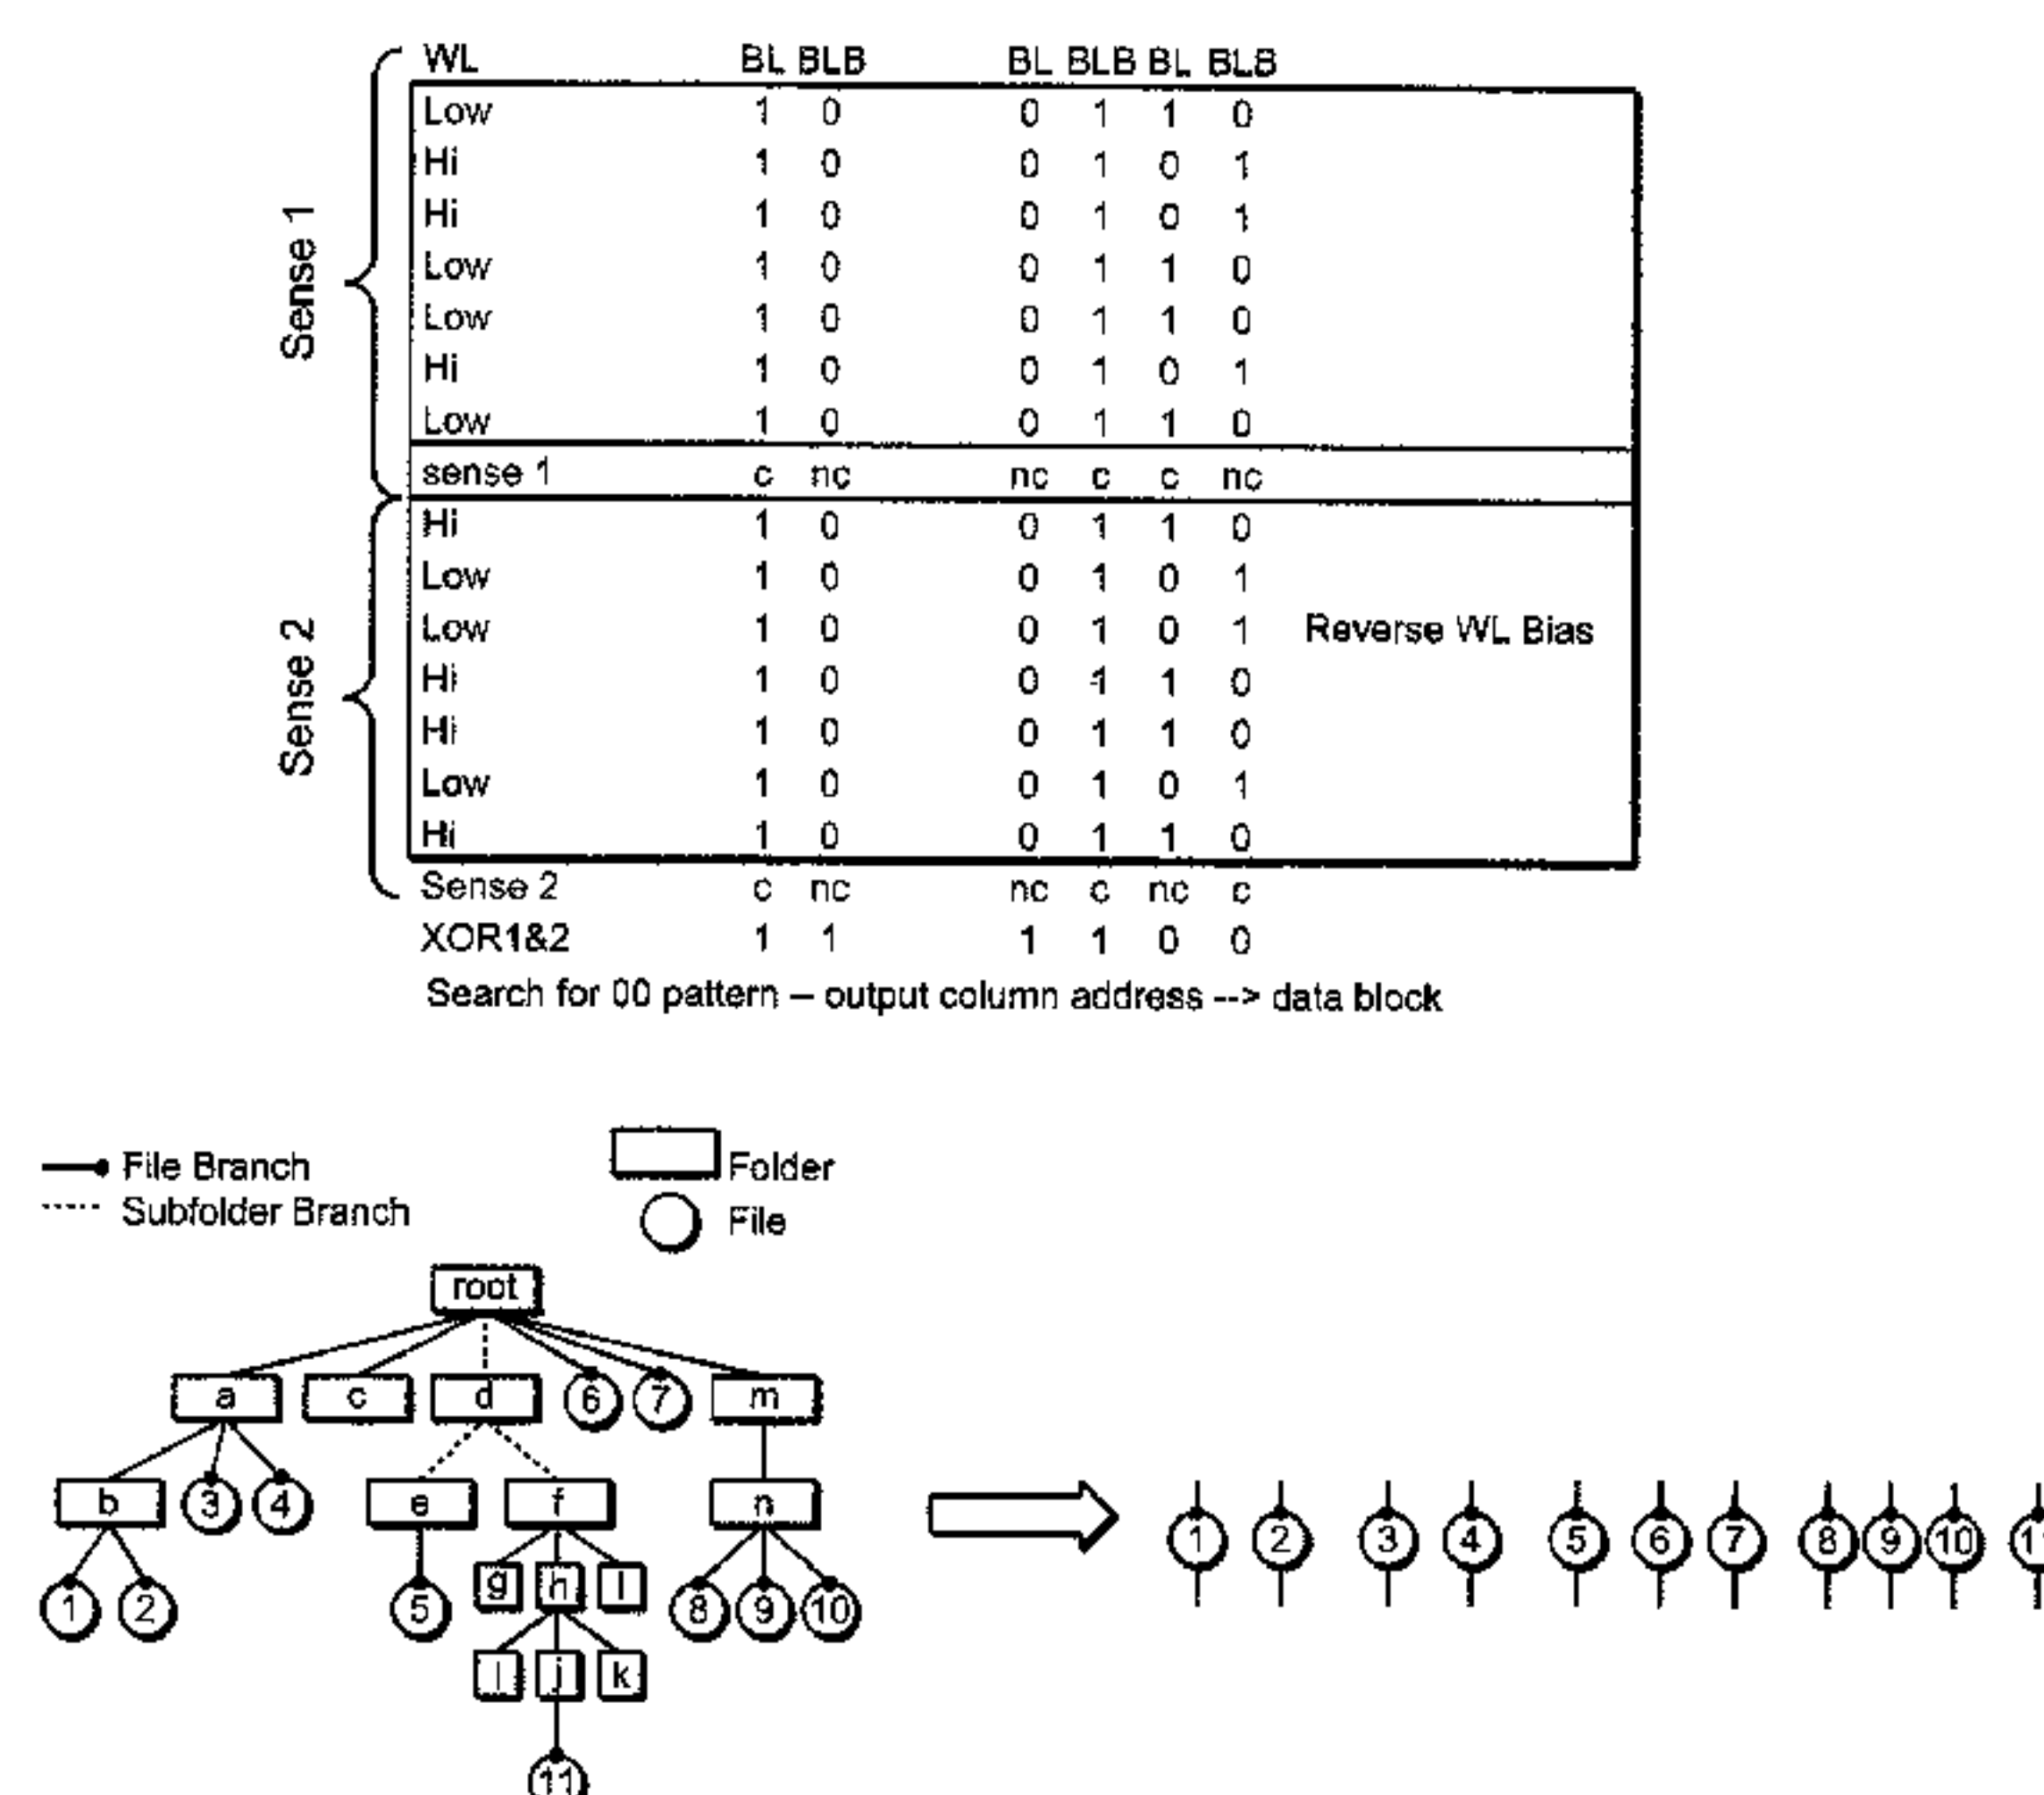 WL BL BLB BL BLB BL BLB
Low 1 0 0 1 1 0
Hi 1 0 0 1 0 1
Hi 1 0 0 1 0 1
Low 1 0 0 1 1 0
Low 1 0 0 1 1 0
Hi 1 0 0 1 0 1
Low 1 0 0 1 1 0
sense 1 c nc nc c c nc
Sense 1
Hi 1 0 0 1 1 0
Low 1 0 0 1 0 1
Low 1 0 0 1 0 1 Reverse WL Bias
Hi 1 0 0 1 1 0
Hi 1 0 0 1 1 0
Low 1 0 0 1 0 1
Hi 1 0 0 1 1 0
Sense 2
Sense 2 c nc nc c nc c
XOR1&2 1 1 1 1 0 0
Search for 00 pattern – output column address --> data block
File Branch
Subfolder Branch
Folder
File
root
a c d 6 7 m
b 3 4 e f n
1 2 5 g h l 8 9 10
i j k
11
1 2 3 4 5 6 7 8 9 10